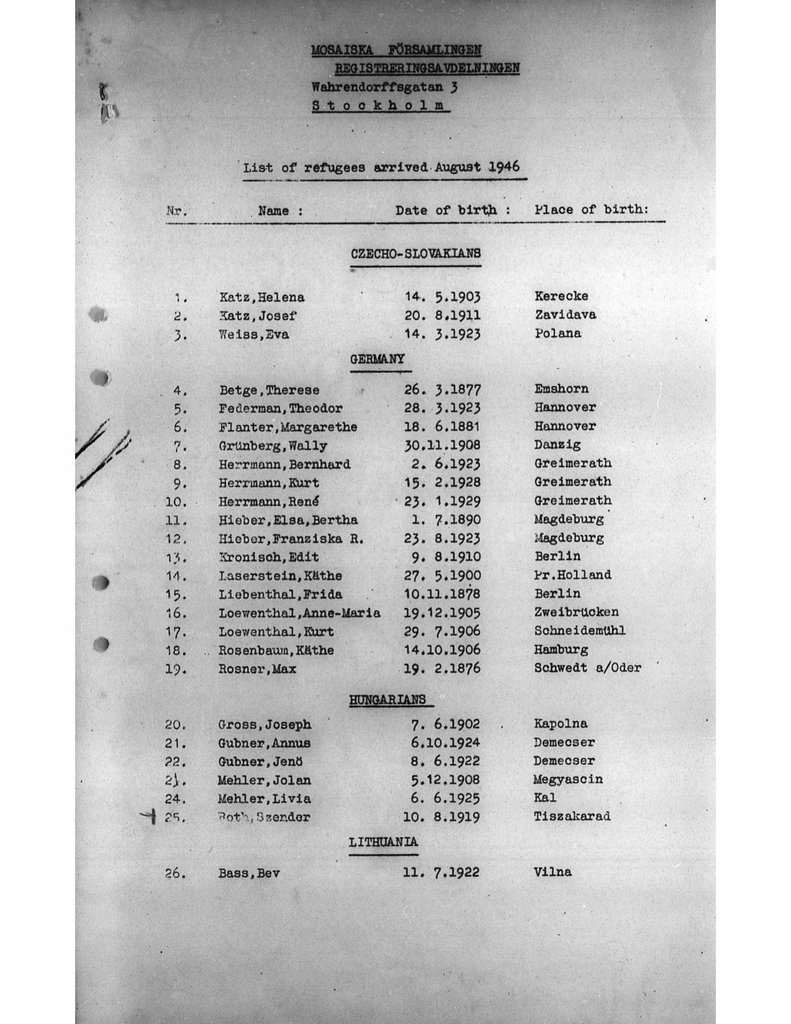 MOSAISKA FÖRSAMLINGEN
REGISTRERINGSAVDELNINGEN
Wahrendorffsgatan 3
Stockholm
List of refugees arrived August 1946
Nr. Name : Date of birth : Place of birth:
CZECHO-SLOVAKIANS
1. Katz,Helena 14. 5.1903 Kerecke
2. Katz,Josef 20. 8.1911 Zavidava
3. Weiss,Eva 14. 3.1923 Polana
GERMANY
4. Betge,Therese 26. 3.1877 Emshorn
5. Federman,Theodor 28. 3.1923 Hannover
6. Flanter,Margarethe 18. 6.1881 Hannover
7. Grünberg,Wally 30.11.1908 Danzig
8. Herrmann,Bernhard 2. 6.1923 Greimerath
9. Herrmann,Kurt 15. 2.1928 Greimerath
10. Herrmann,René 23. 1.1929 Greimerath
11. Hieber,Elsa,Bertha 1. 7.1890 Magdeburg
12. Hieber,Franziska R. 23. 8.1923 Magdeburg
13. Kronisch,Edit 9. 8.1910 Berlin
14. Laserstein,Käthe 27. 5.1900 Pr.Holland
15. Liebenthal,Frida 10.11.1878 Berlin
16. Loewenthal,Anne-Maria 19.12.1905 Zweibrücken
17. Loewenthal,Kurt 29. 7.1906 Schneidemühl
18. Rosenbaum,Käthe 14.10.1906 Hamburg
19. Rosner,Max 19. 2.1876 Schwedt a/Oder
HUNGARIANS
20. Gross,Joseph 7. 6.1902 Kapolna
21. Gubner,Annus 6.10.1924 Demecser
22. Gubner,Jenö 8. 6.1922 Demecser
23. Mehler,Jolan 5.12.1908 Megyascin
24. Mehler,Livia 6. 6.1925 Kal
25. Roth,Szender 10. 8.1919 Tiszakarad
LITHUANIA
26. Bass,Bev 11. 7.1922 Vilna